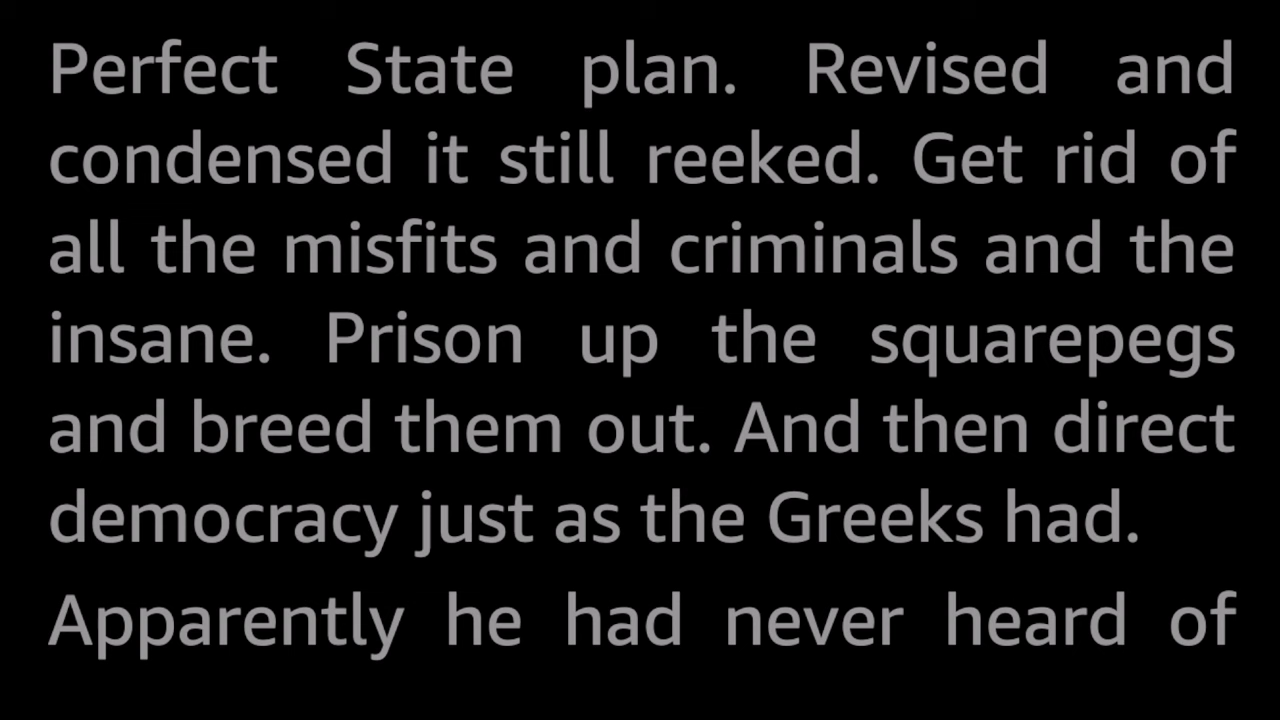 Perfect State plan. Revised and
condensed it still reeked. Get rid of
all the misfits and criminals and the
insane. Prison up the squarepegs
and breed them out. And then direct
democracy just as the Greeks had.
Apparently he had never heard of